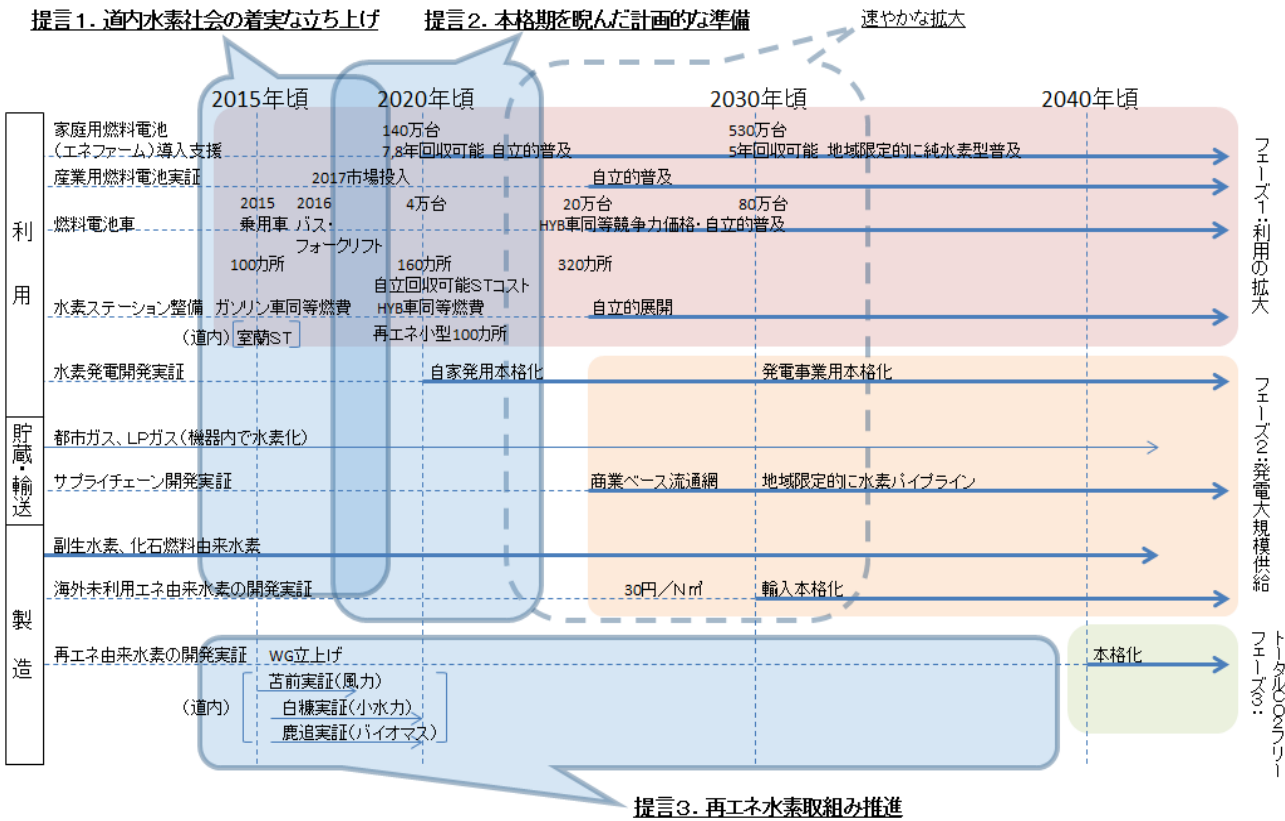 提言1．道内水素社会の着実な立ち上げ
提言2．本格期を睨んだ計画的な準備
速やかな拡大
2015年頃
2020年頃
2030年頃
2040年頃
利用
家庭用燃料電池
(エネファーム)導入支援
140万台
7,8年回収可能 自立的普及
530万台
5年回収可能 地域限定的に純水素型普及
産業用燃料電池実証
2017市場投入
自立的普及
燃料電池車
2015
乗用車
2016
バス・
フォークリフト
4万台
20万台
80万台
HYB車同等競争力価格・自立的普及
100カ所
160カ所
320カ所
自立回収可能STコスト
水素ステーション整備
ガソリン車同等燃費
HYB車同等燃費
自立的展開
(道内)
室蘭ST
再エネ小型100カ所
水素発電開発実証
自家発用本格化
発電事業用本格化
フェーズ1：利用の拡大
貯蔵・輸送
都市ガス、LPガス(機器内で水素化)
サプライチェーン開発実証
商業ベース流通網
地域限定的に水素パイプライン
製造
副生水素、化石燃料由来水素
海外未利用エネ由来水素の開発実証
30円／N㎥
輸入本格化
フェーズ2：発電大規模供給
再エネ由来水素の開発実証
WG立上げ
本格化
(道内)
苫前実証(風力)
白糠実証(小水力)
鹿追実証(バイオマス)
フェーズ3：
トータルCO2フリー
提言3．再エネ水素取組み推進